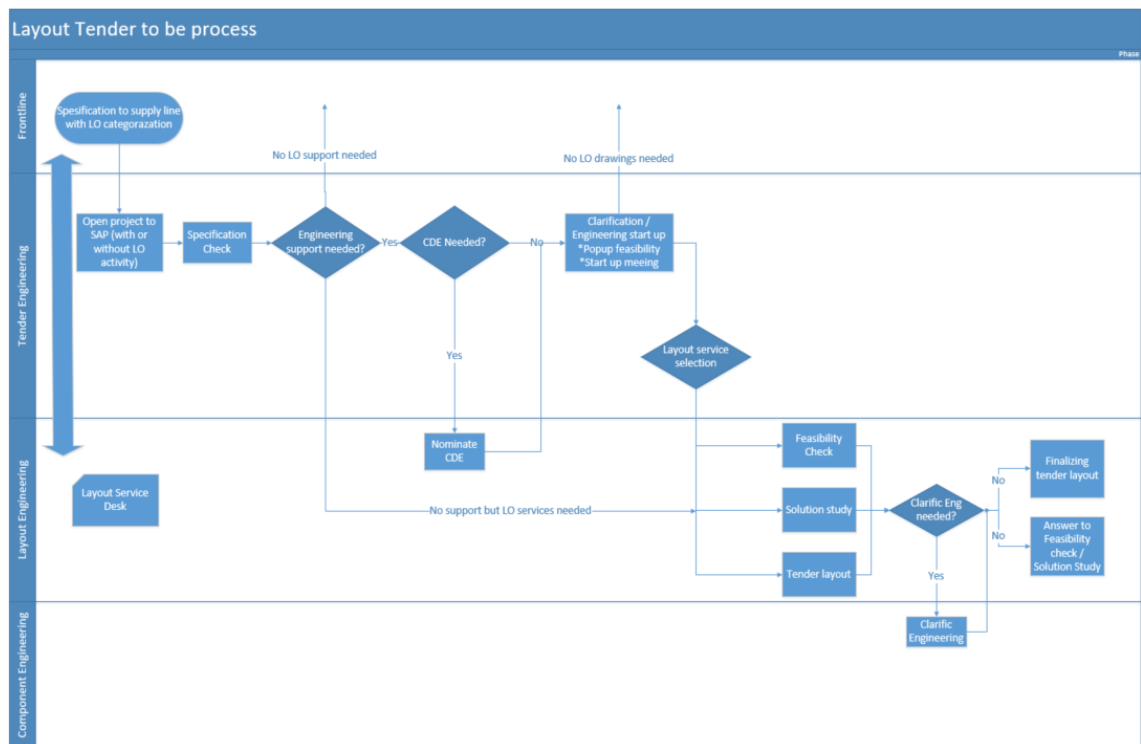 Layout Tender to be process
Phase
Frontline
Spesification to supply line
with LO categorazation
No LO support needed
No LO drawings needed
Tender Engineering
Open project to
SAP (with or
without LO
activity)
Specification
Check
Engineering
support needed?
Yes
CDE Needed?
No
Clarification /
Engineering start up
*Popup feasibility
*Start up meeing
Yes
Layout service
selection
Layout Engineering
Layout Service
Desk
Nominate
CDE
No support but LO services needed
Feasibility
Check
Solution study
Tender layout
Clarific Eng
needed?
No
Finalizing
tender layout
No
Answer to
Feasibility
check /
Solution Study
Yes
Component Engineering
Clarific
Engineering